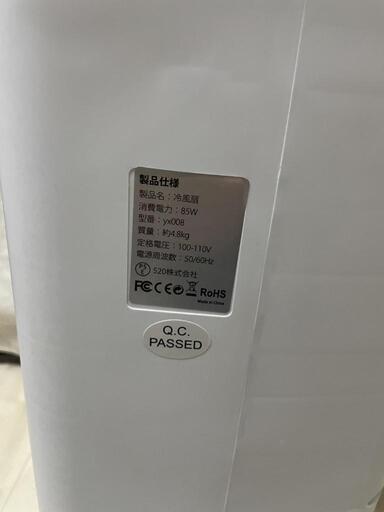 製品仕様
製品名：冷風扇
消費電力：85W
型番：yx008
質量：約4.8kg
定格電圧：100-110V
電源周波数：50/60Hz
520株式会社
FC CE RoHS
Made in China
Q.C.
PASSED